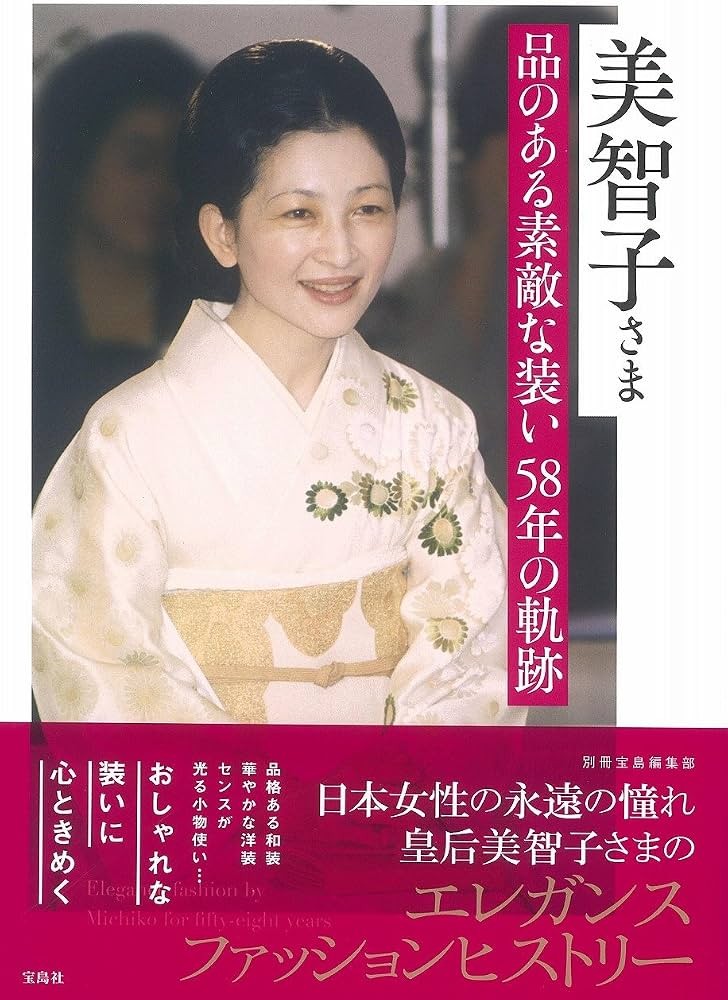 美智子さま
品のある素敵な装い 58年の軌跡
別冊宝島編集部
日本女性の永遠の憧れ
皇后美智子さまの
エレガンス
ファッションヒストリー
品格ある和装
華やかな洋装
センスが
光る小物使い…
おしゃれな
装いに
心ときめく
Elegant fashion by
Michiko for fifty-eight years
宝島社